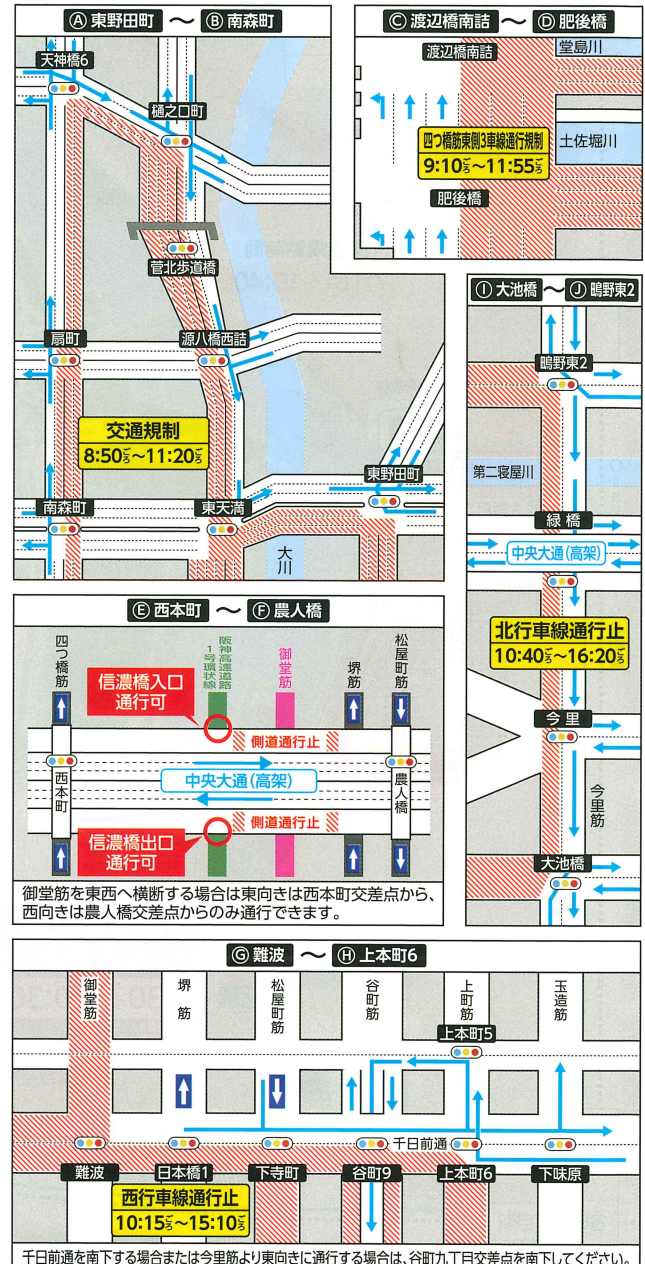 Ⓐ 東野田町 ～ Ⓑ 南森町
天神橋6
樋之口町
菅北歩道橋
扇町
源八橋西詰
交通規制
8:50ごろ～11:20ごろ
東野田町
南森町
東天満
大川
Ⓒ 渡辺橋南詰 ～ Ⓓ 肥後橋
渡辺橋南詰
堂島川
四つ橋筋東側3車線通行規制
9:10ごろ～11:55ごろ
土佐堀川
肥後橋
Ⓘ 大池橋 ～ Ⓙ 鴫野東2
鴫野東2
第二寝屋川
緑橋
中央大通(高架)
北行車線通行止
10:40ごろ～16:20ごろ
今里
今里筋
大池橋
Ⓔ 西本町 ～ Ⓕ 農人橋
四つ橋筋
阪神高速道路
1号環状線
御堂筋
堺筋
松屋町筋
信濃橋入口
通行可
側道通行止
西本町
中央大通(高架)
農人橋
信濃橋出口
通行可
側道通行止
御堂筋を東西へ横断する場合は東向きは西本町交差点から、
西向きは農人橋交差点からのみ通行できます。
Ⓖ 難波 ～ Ⓗ 上本町6
御堂筋
堺筋
松屋町筋
谷町筋
上町筋
玉造筋
上本町5
千日前通
難波
日本橋1
下寺町
谷町9
上本町6
下味原
西行車線通行止
10:15ごろ～15:10ごろ
千日前通を南下する場合または今里筋より東向きに通行する場合は、谷町九丁目交差点を南下してください。